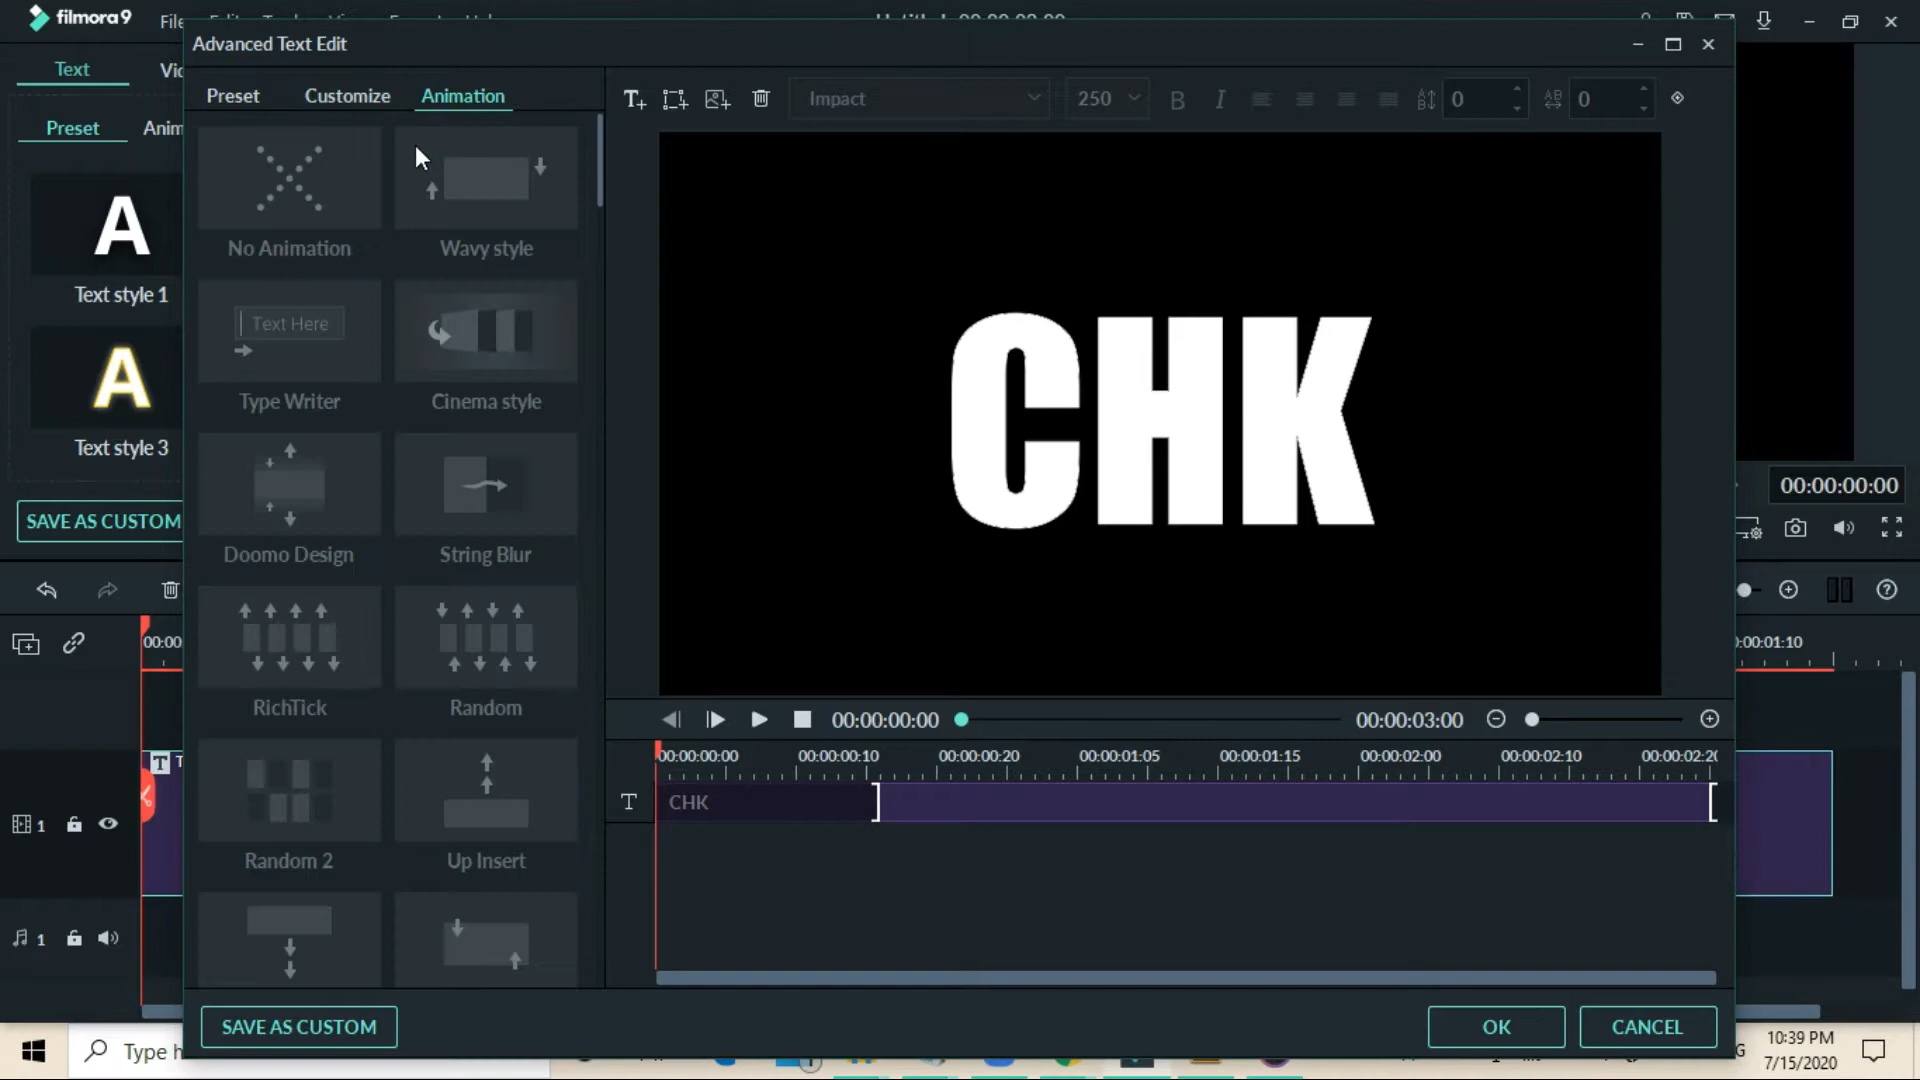 filmora9
File
Advanced Text Edit
Text
Preset
Customize
Animation
Impact
250
B
I
0
0
Preset
Anim
A
Text style 1
A
Text style 3
SAVE AS CUSTOM
No Animation
Wavy style
Text Here
Type Writer
Cinema style
Doomo Design
String Blur
RichTick
Random
Random 2
Up Insert
CHK
00:00:00:00
00:00:00:00
00:00:03:00
00:00:00:00
00:00:00:10
00:00:00:20
00:00:01:05
00:00:01:15
00:00:02:00
00:00:02:10
00:00:02:20
T
CHK
00:00
0:00:01:10
T
1
1
SAVE AS CUSTOM
OK
CANCEL
Type h
G
10:39 PM
7/15/2020